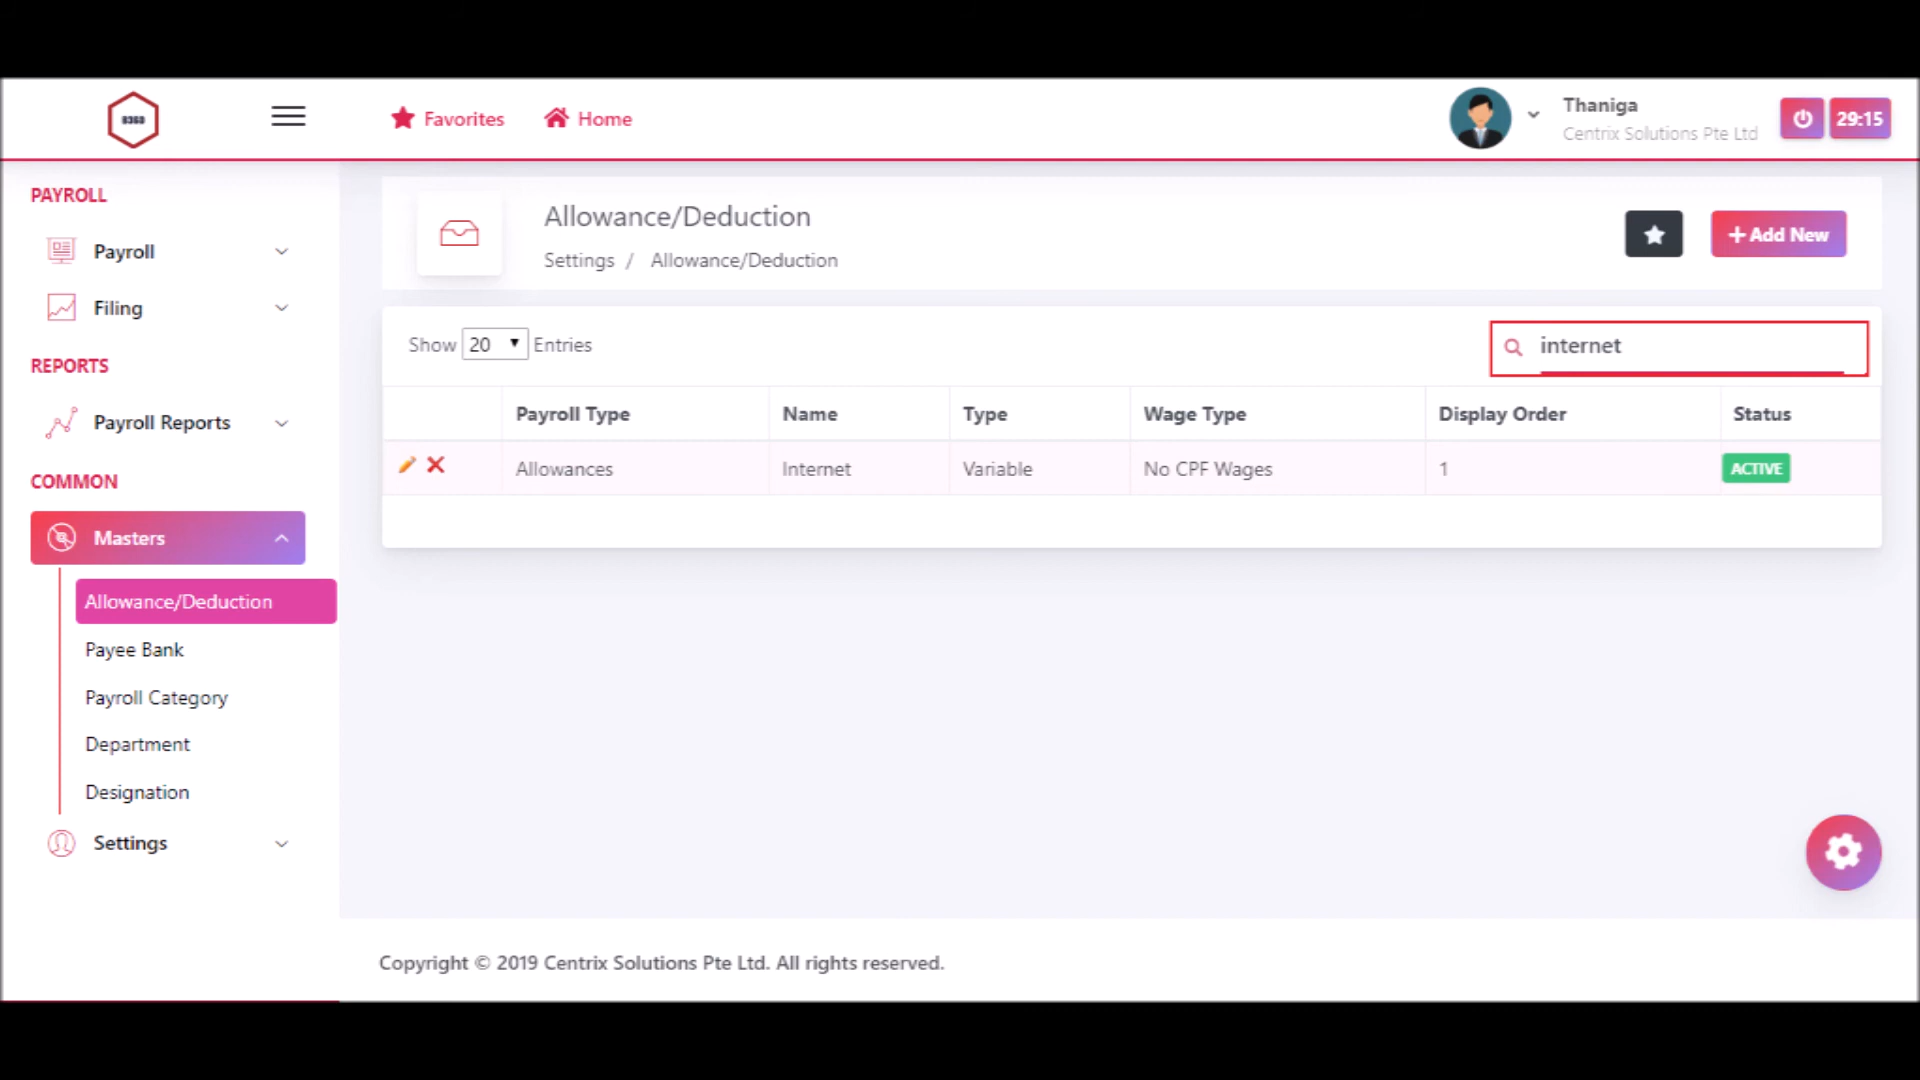 Favorites
Home
Thaniga
Centrix Solutions Pte Ltd
29:15
PAYROLL
Payroll
Filing
REPORTS
Payroll Reports
COMMON
Masters
Allowance/Deduction
Payee Bank
Payroll Category
Department
Designation
Settings
Allowance/Deduction
Settings / Allowance/Deduction
Add New
Show 20 Entries
internet
Payroll Type Name Type Wage Type Display Order Status
Allowances Internet Variable No CPF Wages 1 ACTIVE
Copyright © 2019 Centrix Solutions Pte Ltd. All rights reserved.